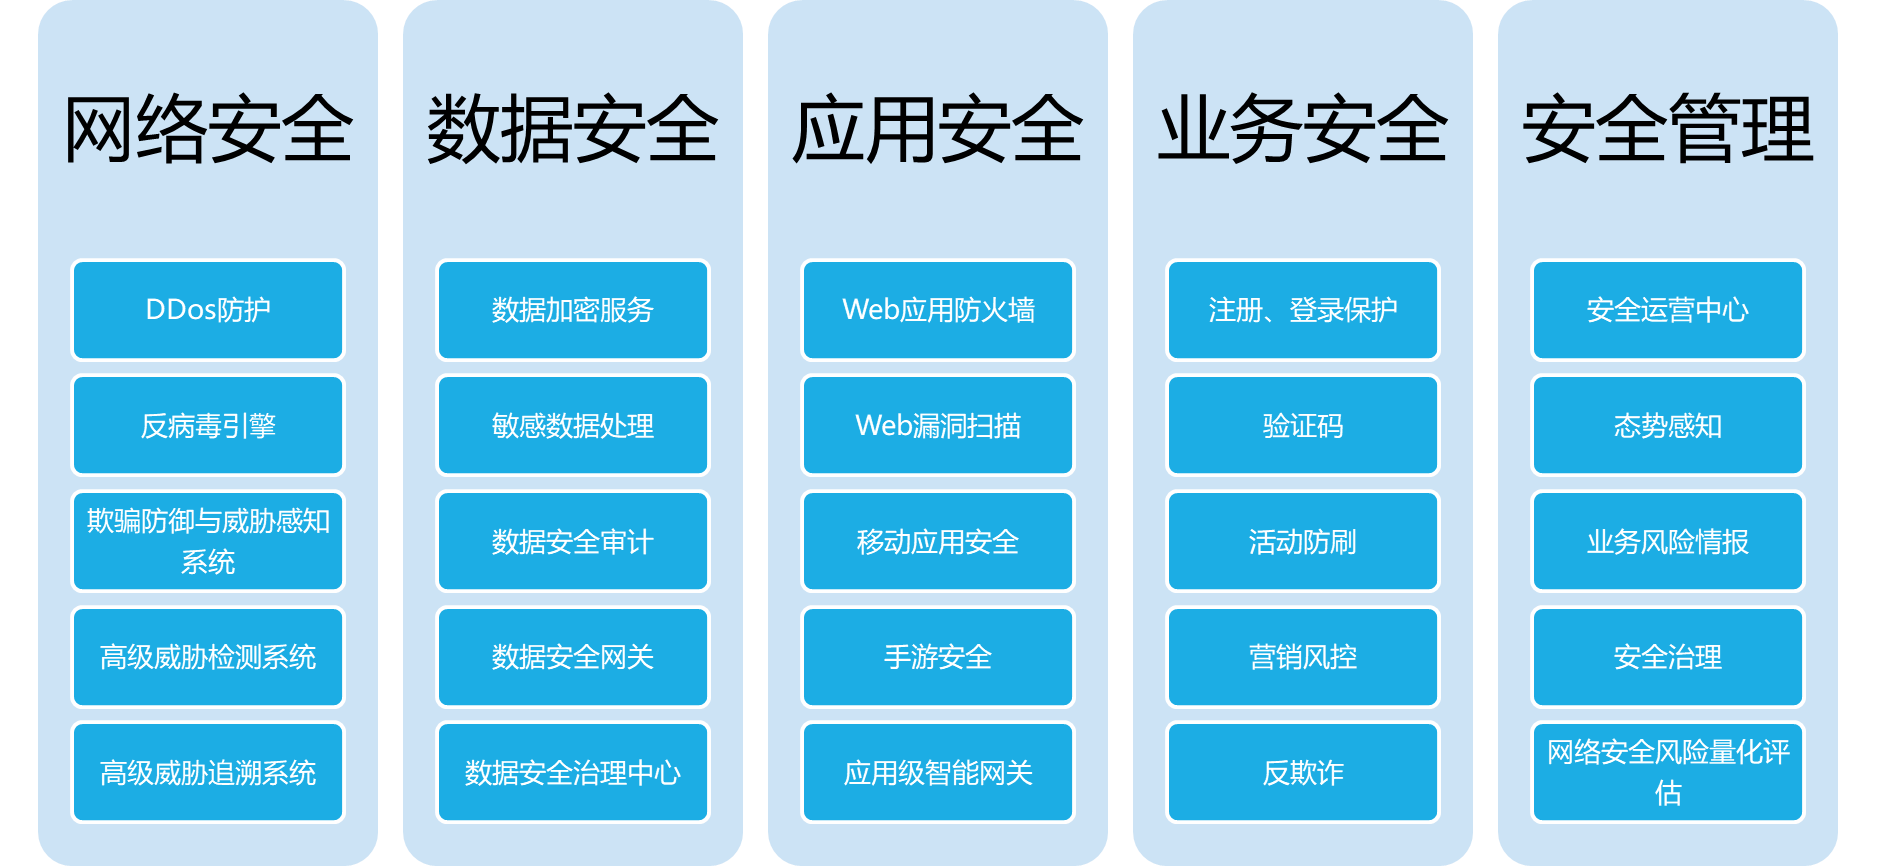 网络安全
DDos防护
反病毒引擎
欺骗防御与威胁感知
系统
高级威胁检测系统
高级威胁追溯系统
数据安全
数据加密服务
敏感数据处理
数据安全审计
数据安全网关
数据安全治理中心
应用安全
Web应用防火墙
Web漏洞扫描
移动应用安全
手游安全
应用级智能网关
业务安全
注册、登录保护
验证码
活动防刷
营销风控
反欺诈
安全管理
安全运营中心
态势感知
业务风险情报
安全治理
网络安全风险量化评
估